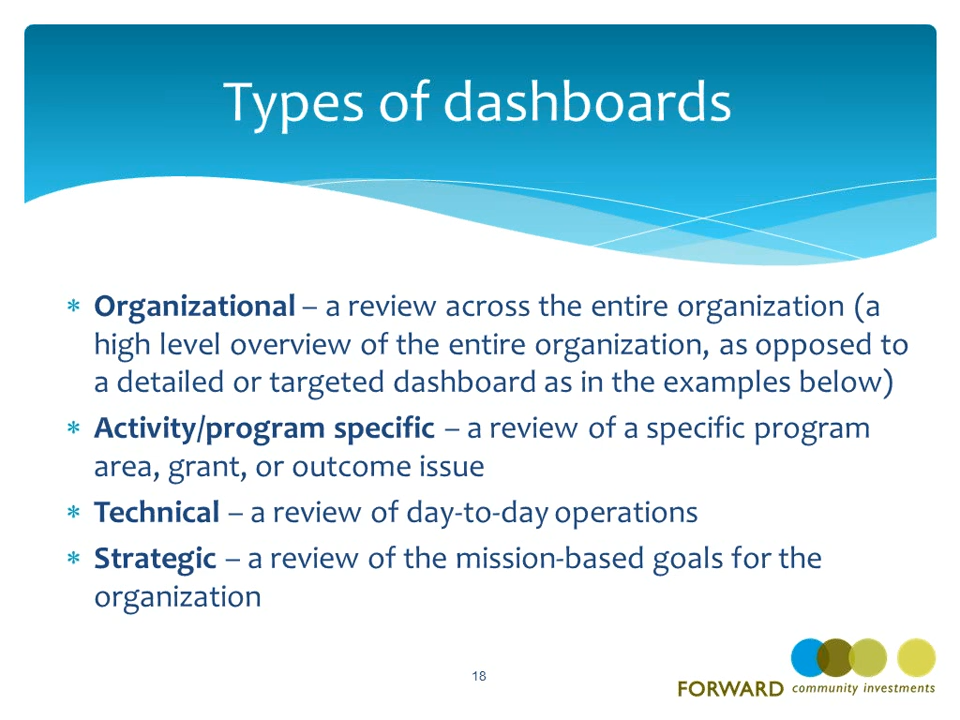 Types of dashboards
* Organizational – a review across the entire organization (a
high level overview of the entire organization, as opposed to
a detailed or targeted dashboard as in the examples below)
* Activity/program specific – a review of a specific program
area, grant, or outcome issue
* Technical – a review of day-to-day operations
* Strategic – a review of the mission-based goals for the
organization
18
FORWARD community investments